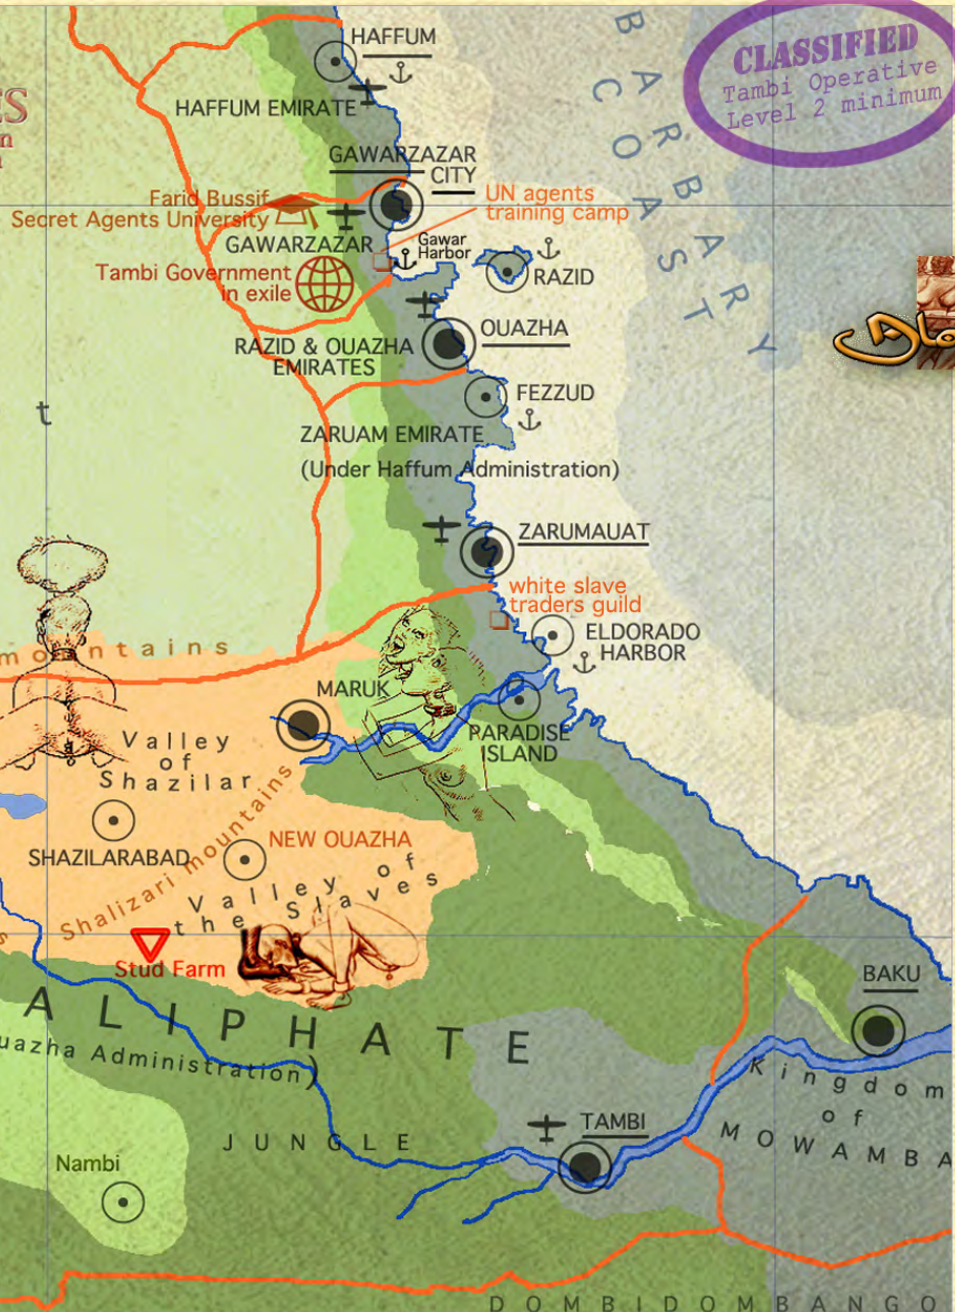 HAFFUM
BARBARY
COAST
CLASSIFIED
Tambi Operative
Level 2 minimum
HAFFUM EMIRATE
GAWARZAZAR
CITY
Farid Bussif
Secret Agents University
UN agents
training camp
GAWARZAZAR
Gawar
Harbor
Tambi Government
in exile
RAZID
OUAZHA
RAZID & OUAZHA
EMIRATES
FEZZUD
t
ZARUAM EMIRATE
(Under Haffum Administration)
ZARUMAUAT
white slave
traders guild
ELDORADO
HARBOR
mountains
MARUK
PARADISE
ISLAND
Valley
of
Shazilar
SHAZILARABAD
Shalizari mountains
NEW OUAZHA
Valley of
the Slaves
Stud Farm
ALIPHATE
uazha Administration)
BAKU
Kingdom
of
MOWAMBA
TAMBI
JUNGLE
Nambi
DOMBIDOMBANGO